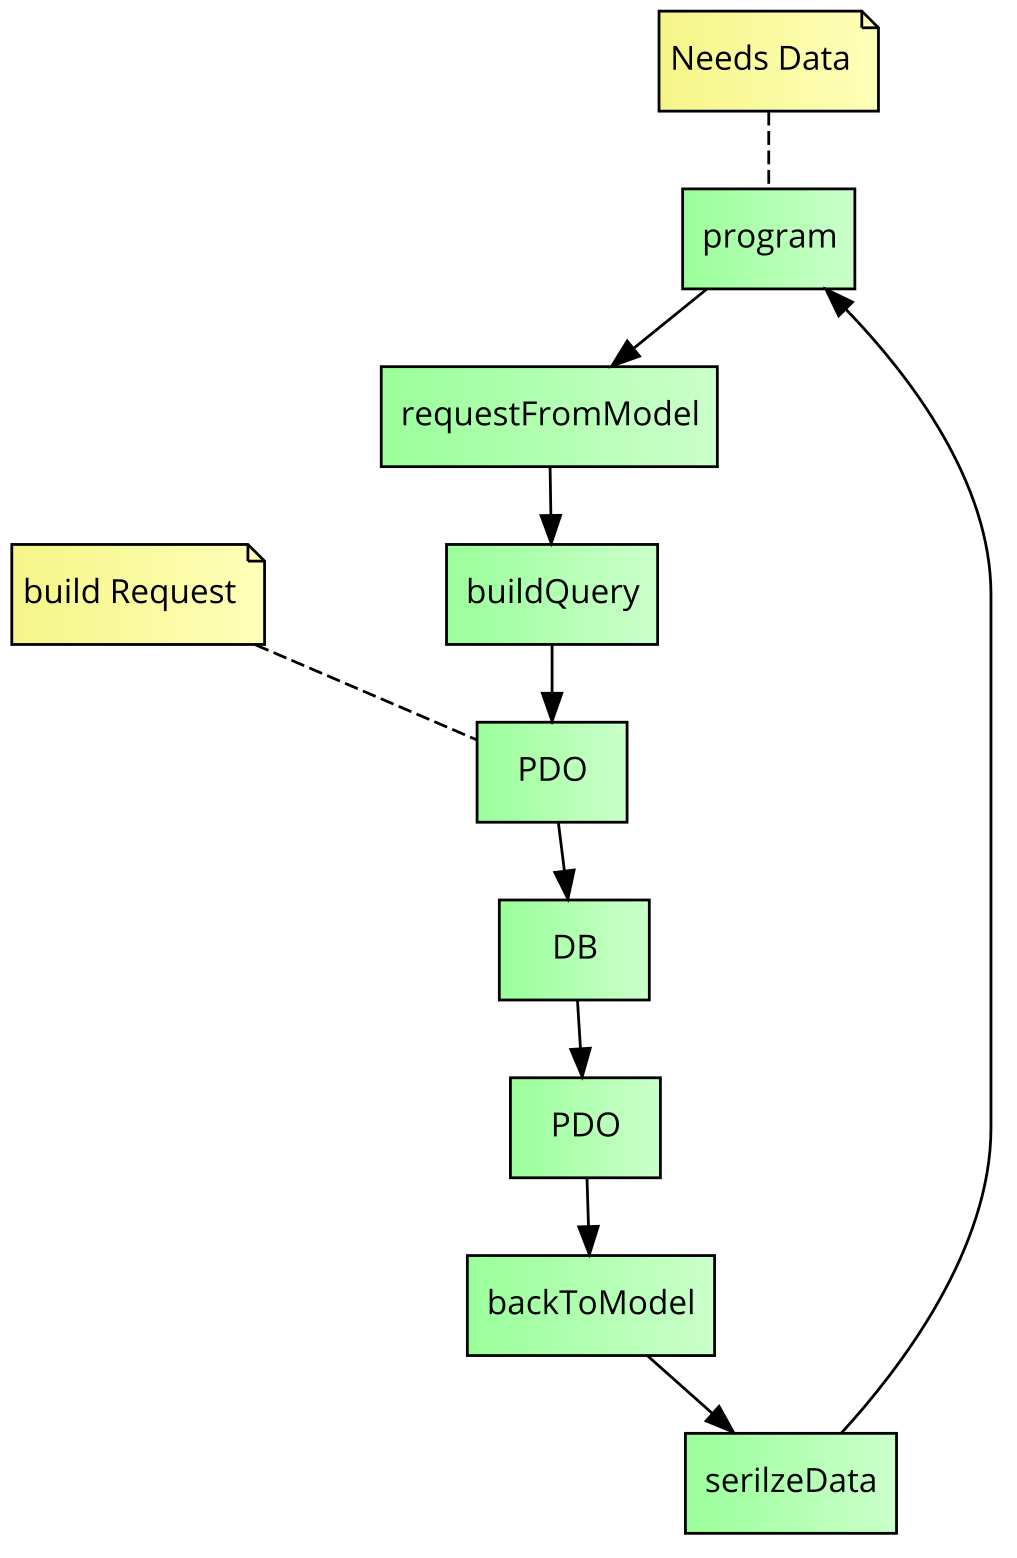 Needs Data
program
requestFromModel
build Request
buildQuery
PDO
DB
PDO
backToModel
serilzeData